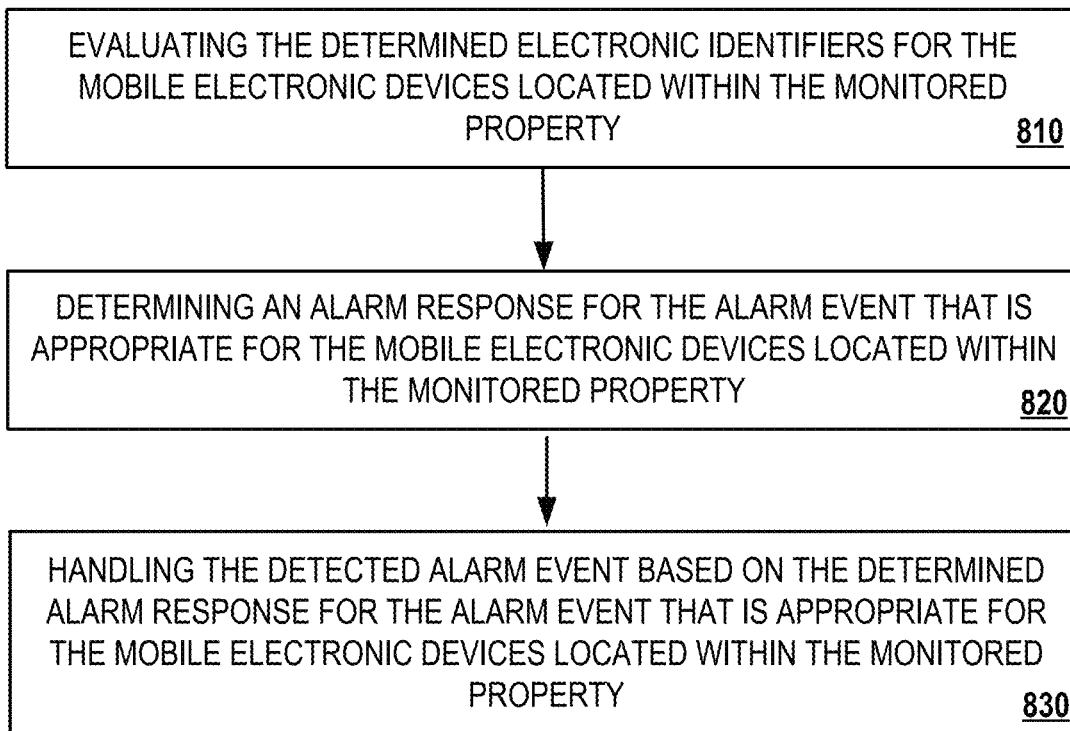 EVALUATING THE DETERMINED ELECTRONIC IDENTIFIERS FOR THE
MOBILE ELECTRONIC DEVICES LOCATED WITHIN THE MONITORED
PROPERTY
810
DETERMINING AN ALARM RESPONSE FOR THE ALARM EVENT THAT IS
APPROPRIATE FOR THE MOBILE ELECTRONIC DEVICES LOCATED WITHIN
THE MONITORED PROPERTY
820
HANDLING THE DETECTED ALARM EVENT BASED ON THE DETERMINED
ALARM RESPONSE FOR THE ALARM EVENT THAT IS APPROPRIATE FOR
THE MOBILE ELECTRONIC DEVICES LOCATED WITHIN THE MONITORED
PROPERTY
830